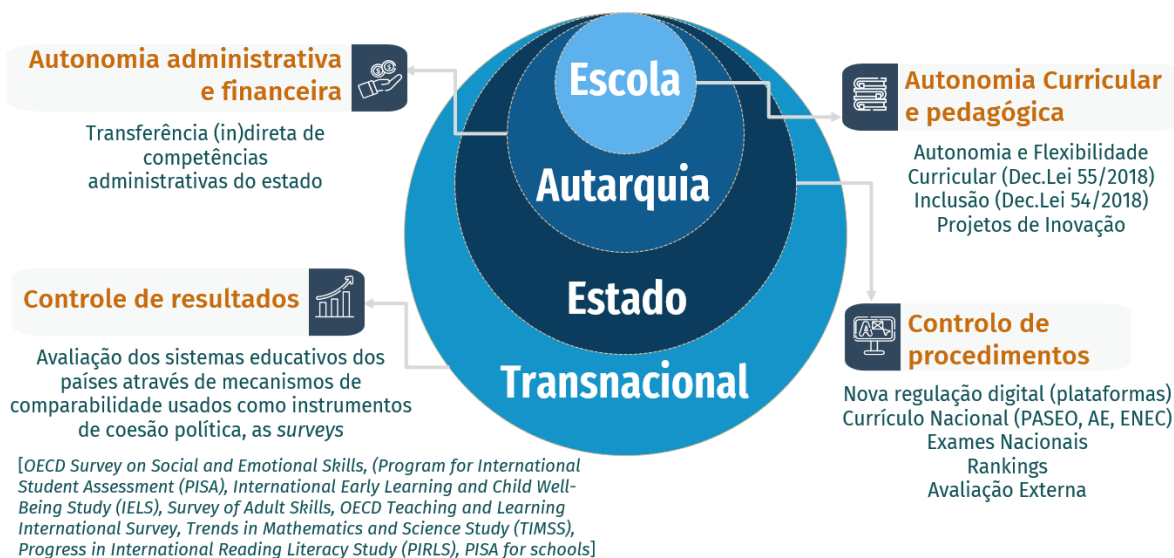 Autonomia administrativa
e financeira
Transferência (in)direta de
competências
administrativas do estado
Escola
Autarquia
Estado
Transnacional
Autonomia Curricular
e pedagógica
Autonomia e Flexibilidade
Curricular (Dec.Lei 55/2018)
Inclusão (Dec.Lei 54/2018)
Projetos de Inovação
Controle de resultados
Avaliação dos sistemas educativos dos
países através de mecanismos de
comparabilidade usados como instrumentos
de coesão política, as surveys
[OECD Survey on Social and Emotional Skills, (Program for International
Student Assessment (PISA), International Early Learning and Child Well-
Being Study (IELS), Survey of Adult Skills, OECD Teaching and Learning
International Survey, Trends in Mathematics and Science Study (TIMSS),
Progress in International Reading Literacy Study (PIRLS), PISA for schools]
A
Controlo de
procedimentos
Nova regulação digital (plataformas)
Currículo Nacional (PASEO, AE, ENEC)
Exames Nacionais
Rankings
Avaliação Externa